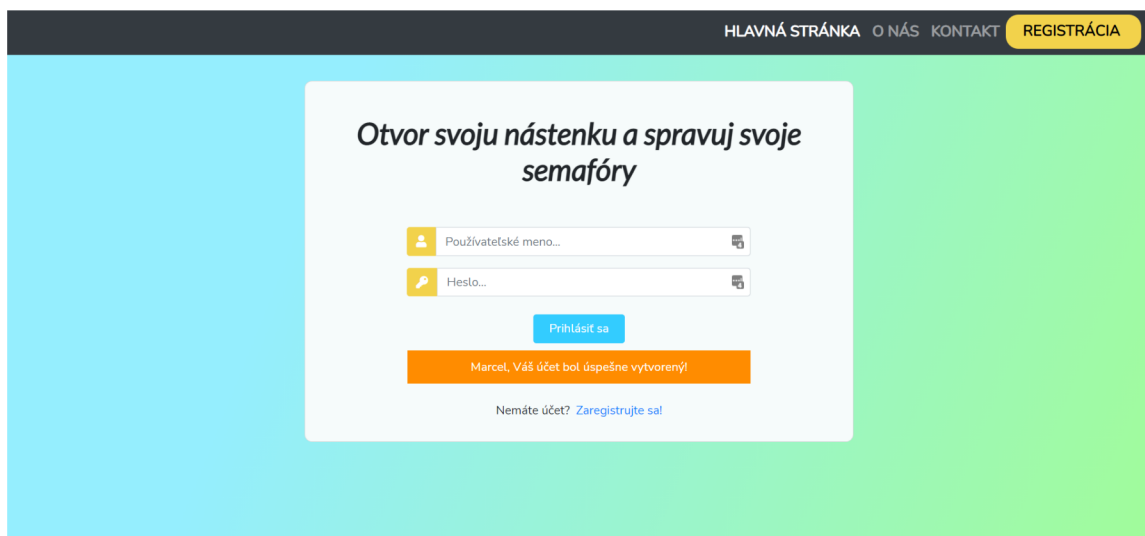 HLAVNÁ STRÁNKA O NÁS KONTAKT REGISTRÁCIA
Otvor svoju nástenku a spravuj svoje
semafóry
Používateľské meno...
Heslo...
Prihlásiť sa
Marcel, Váš účet bol úspešne vytvorený!
Nemáte účet? Zaregistrujte sa!